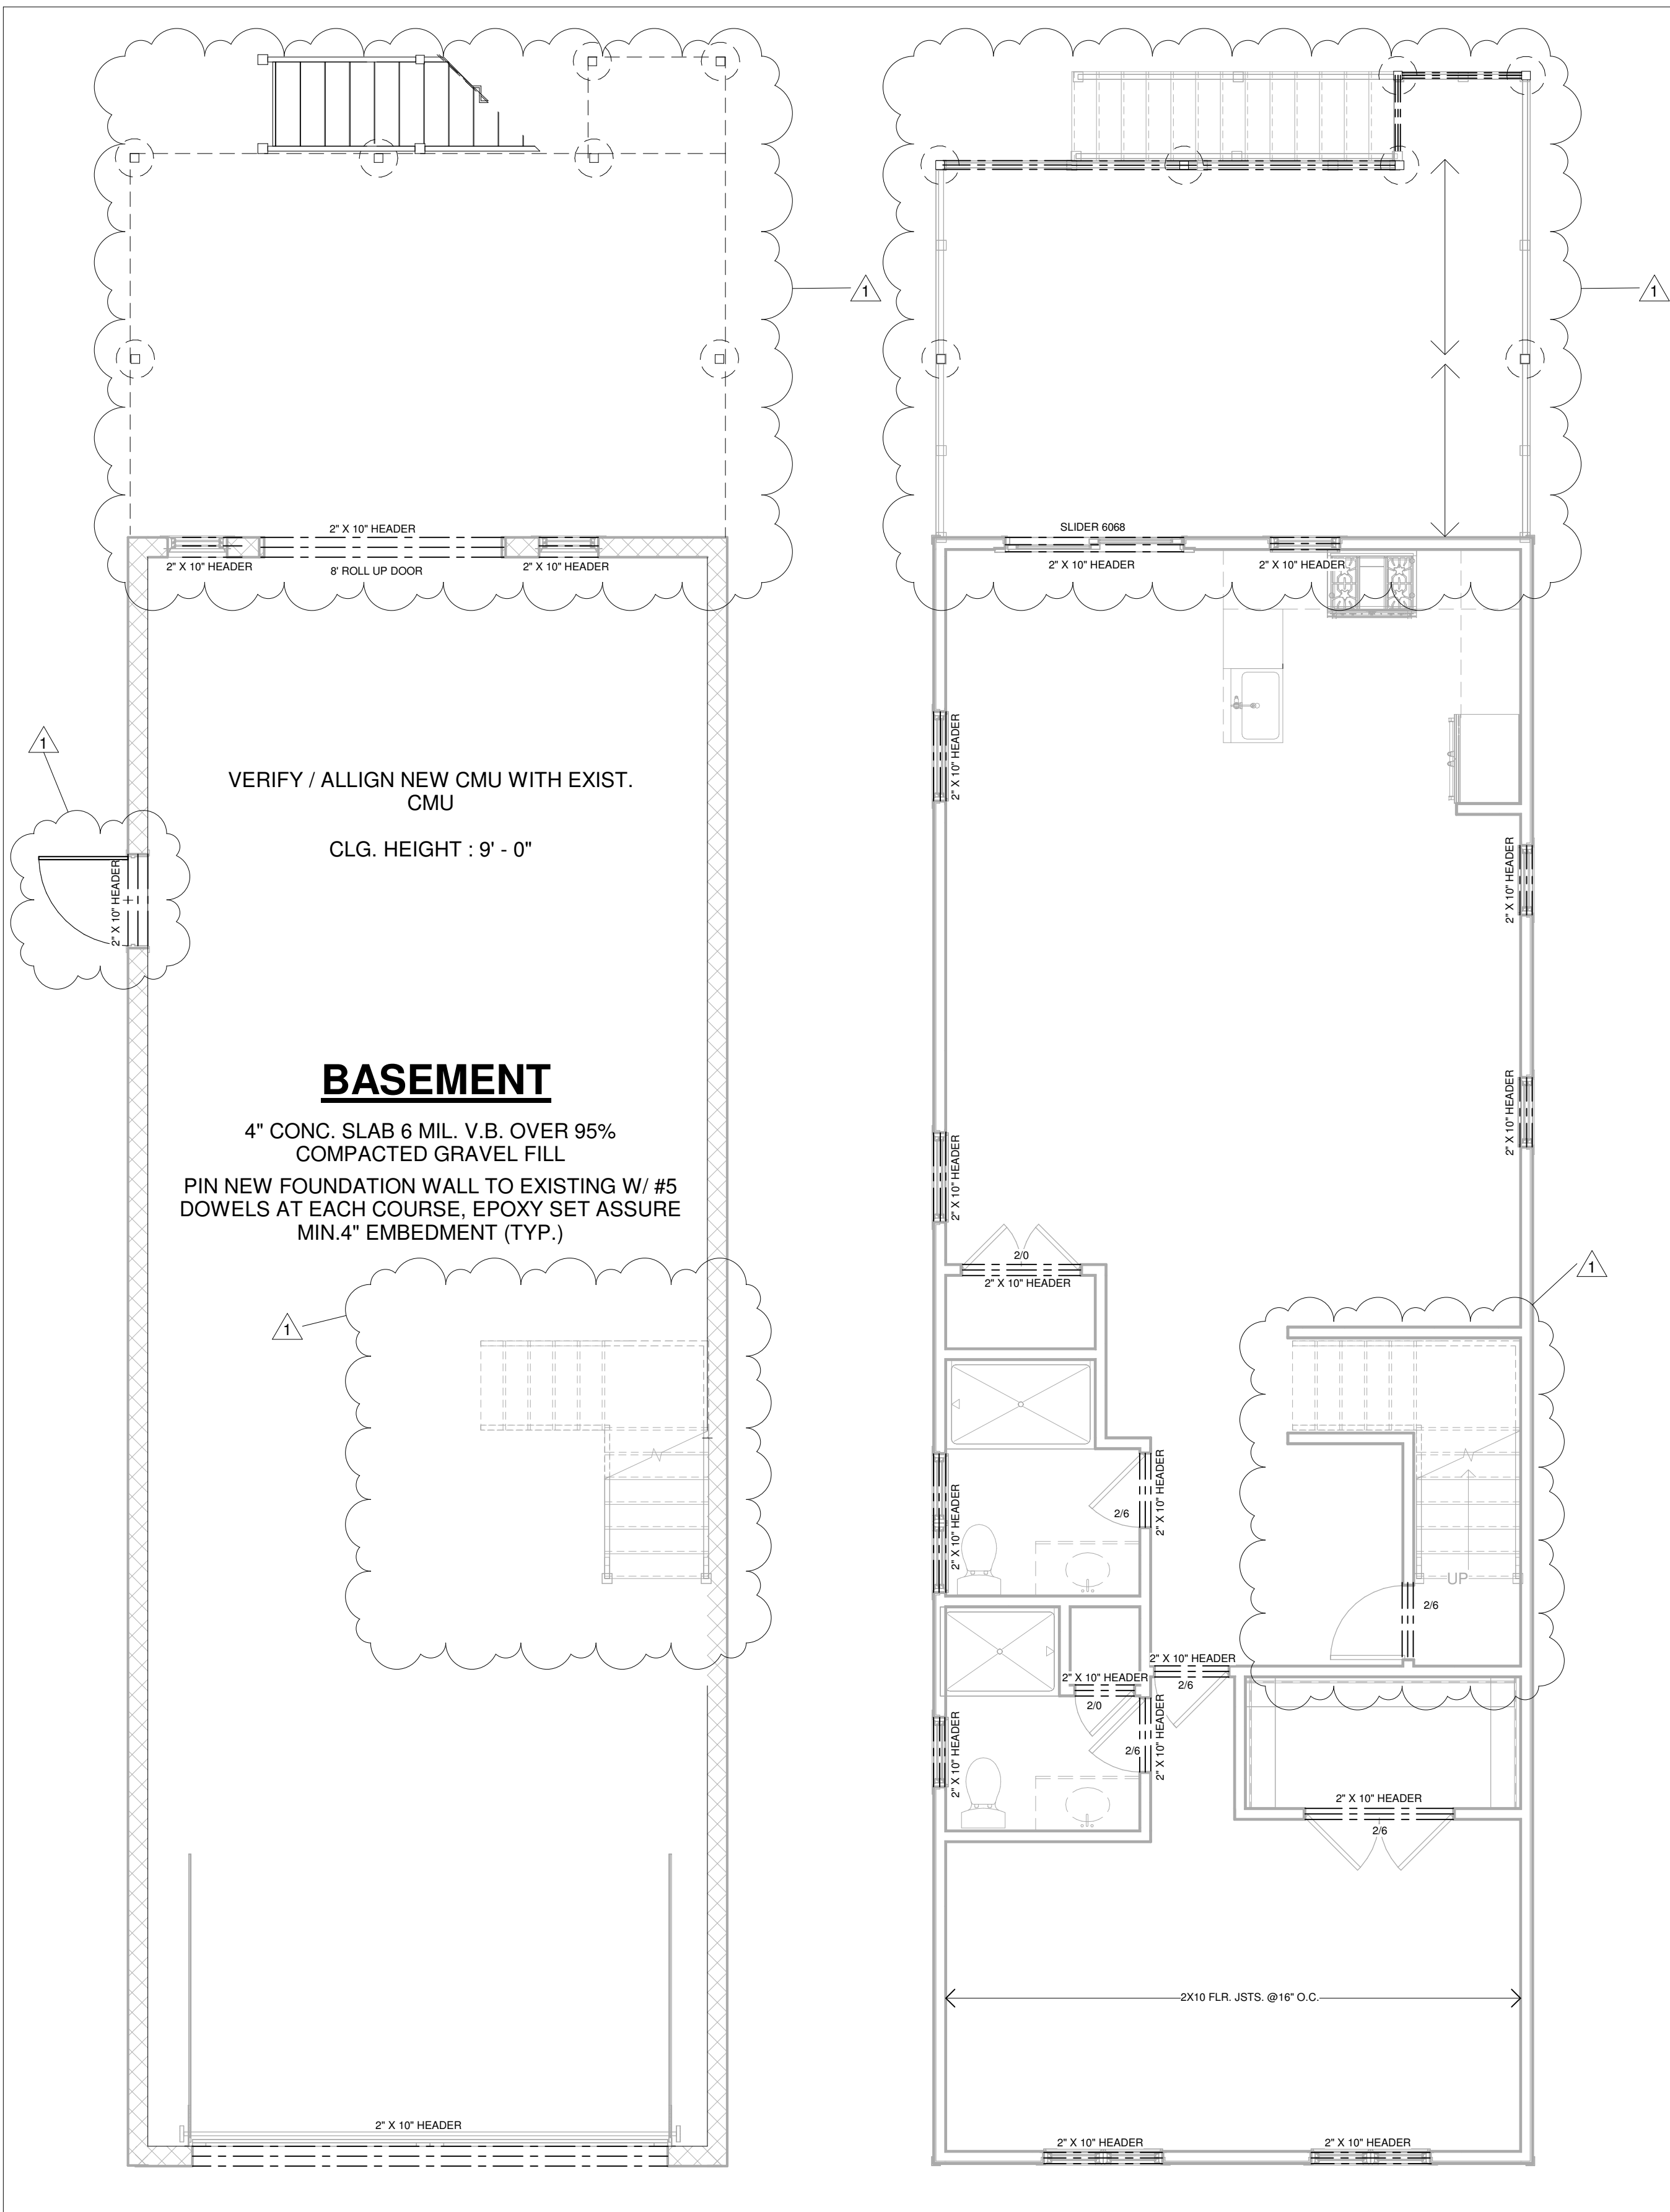 1
1
2" X 10" HEADER
2" X 10" HEADER
8' ROLL UP DOOR
2" X 10" HEADER
1
2" X 10" HEADER
VERIFY / ALLIGN NEW CMU WITH EXIST.
CMU
CLG. HEIGHT : 9' - 0"
BASEMENT
4" CONC. SLAB 6 MIL. V.B. OVER 95%
COMPACTED GRAVEL FILL
PIN NEW FOUNDATION WALL TO EXISTING W/ #5
DOWELS AT EACH COURSE, EPOXY SET ASSURE
MIN.4" EMBEDMENT (TYP.)
1
2" X 10" HEADER
SLIDER 6068
2" X 10" HEADER
2" X 10" HEADER
2" X 10" HEADER
2" X 10" HEADER
2" X 10" HEADER
2" X 10" HEADER
2/0
2" X 10" HEADER
1
2" X 10" HEADER
2/6
2" X 10" HEADER
UP
2/6
2" X 10" HEADER
2/6
2" X 10" HEADER
2/0
2" X 10" HEADER
2/6
2" X 10" HEADER
2" X 10" HEADER
2/6
2X10 FLR. JSTS. @16" O.C.
2" X 10" HEADER
2" X 10" HEADER